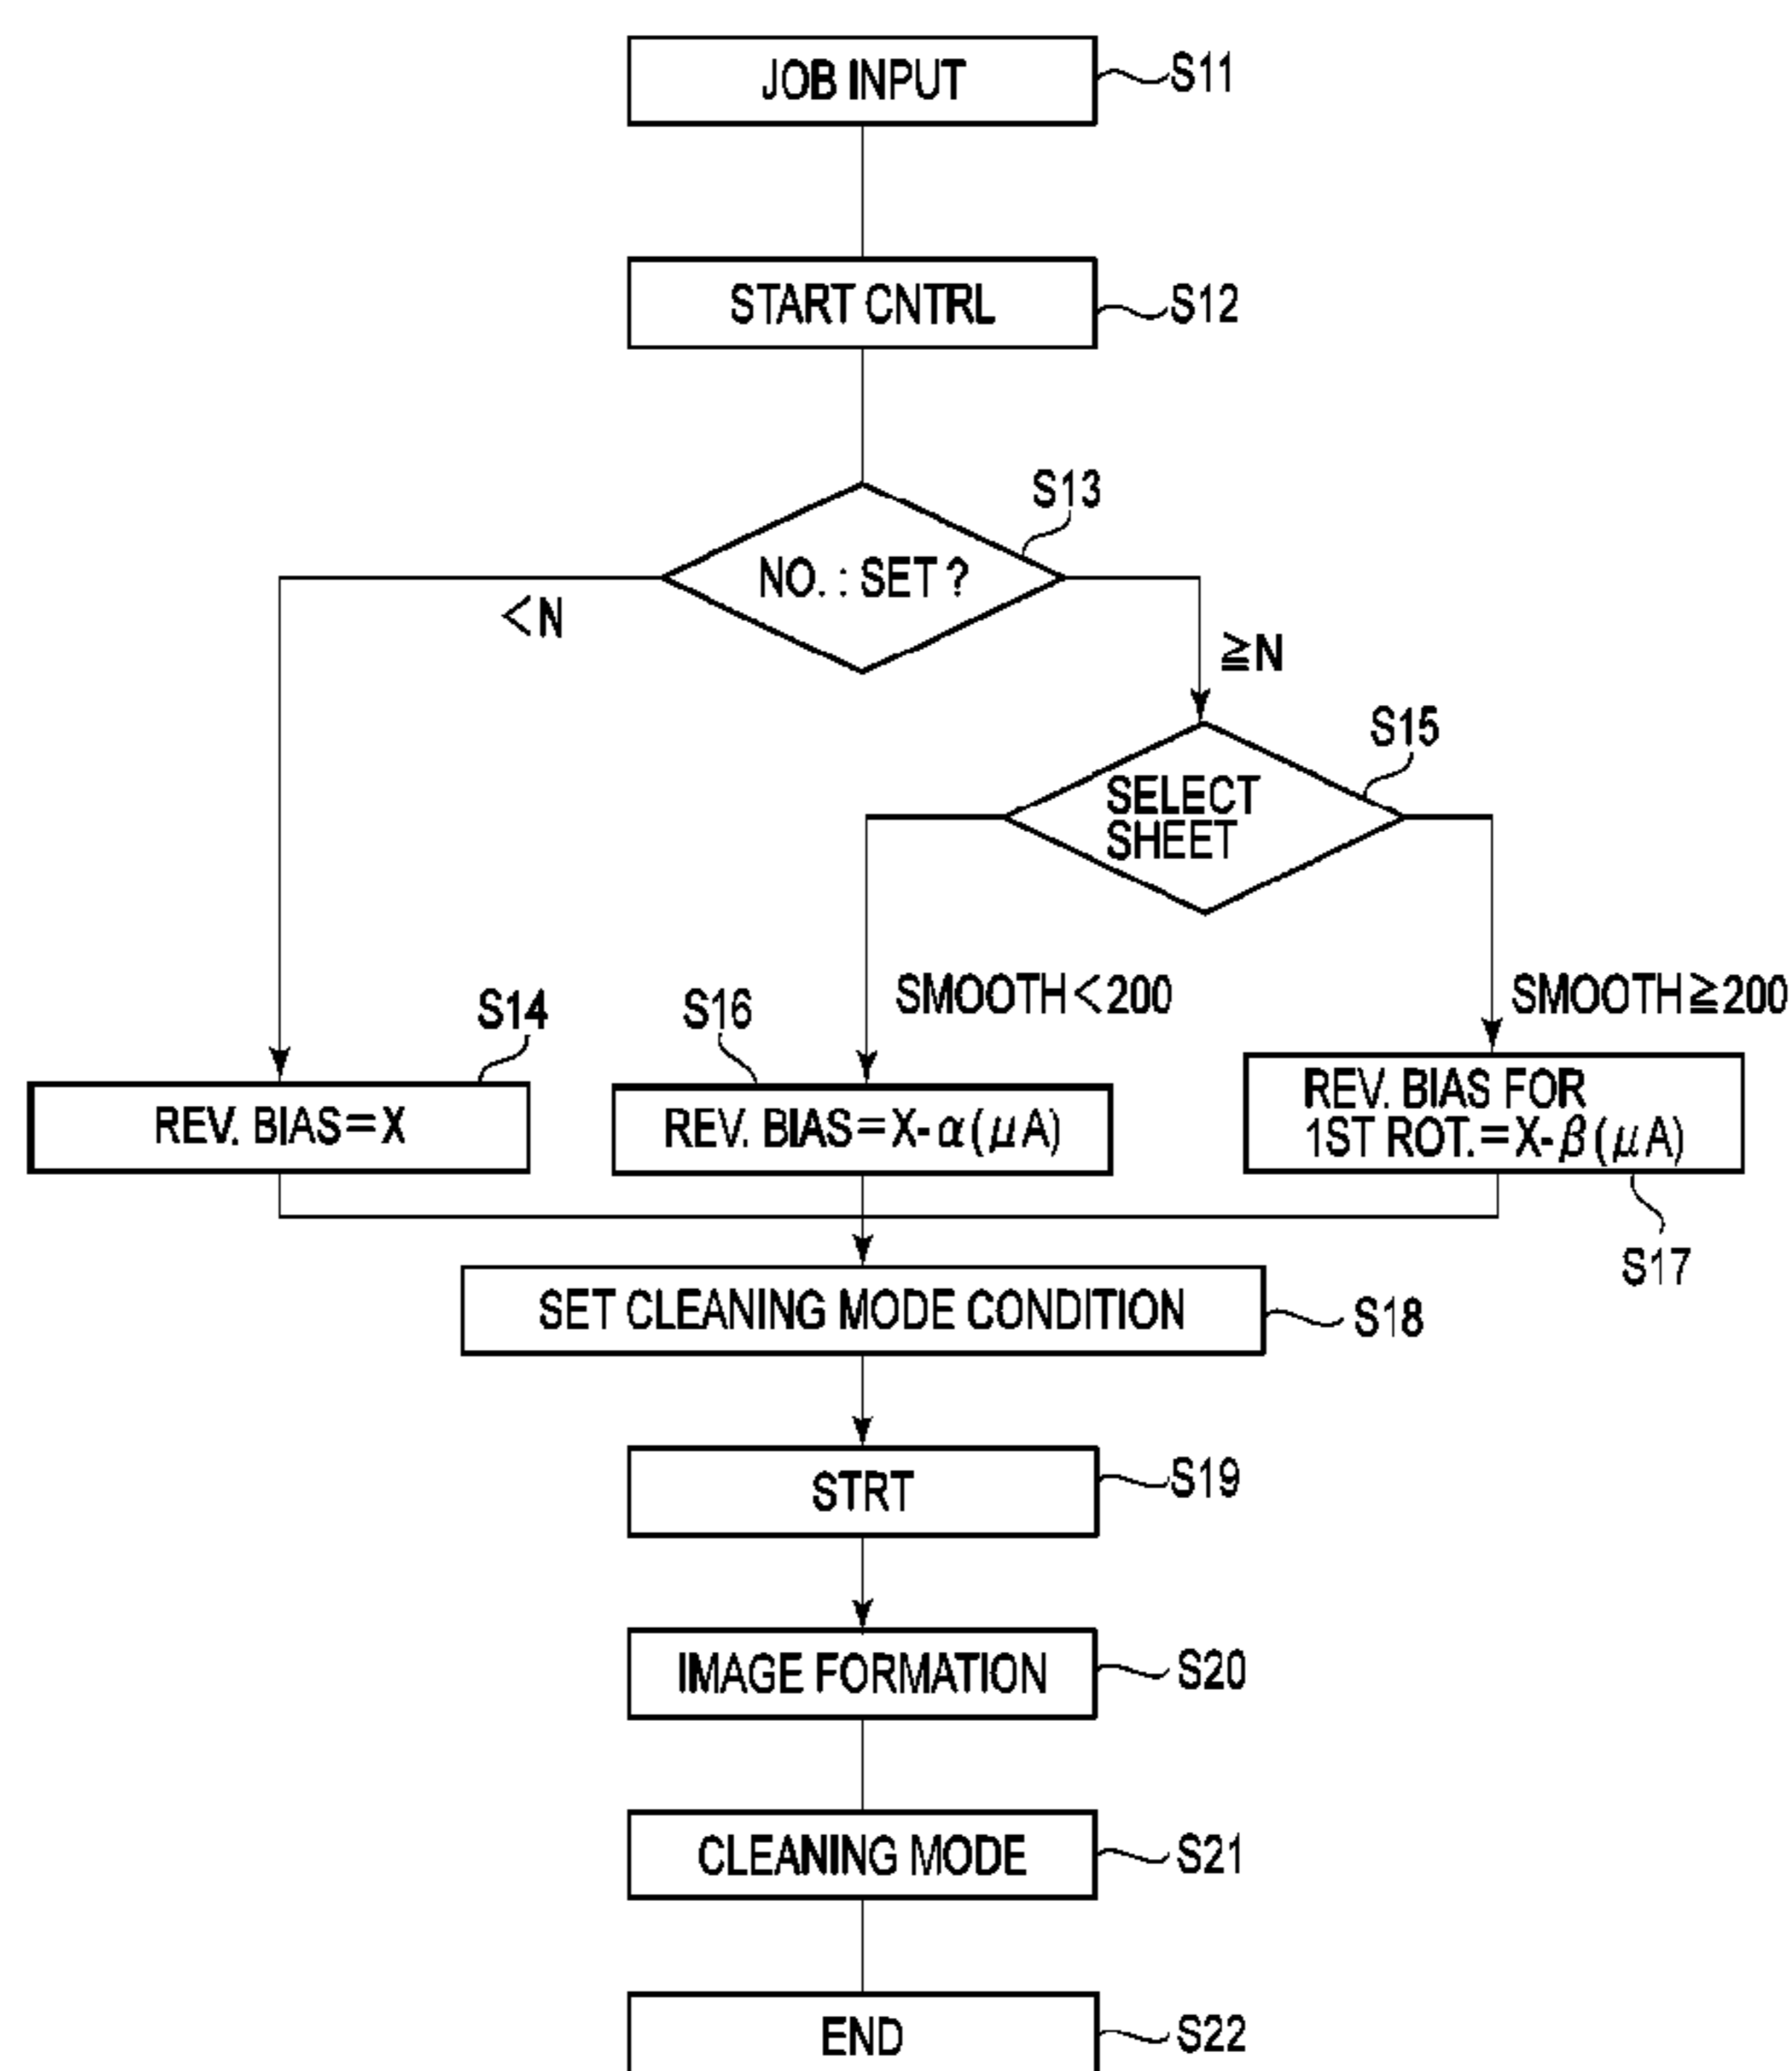 JOB INPUT
S11
START CNTRL
S12
S13
NO. : SET ?
<N
≧N
S15
SELECT
SHEET
SMOOTH<200
SMOOTH≧200
S14
S16
REV. BIAS=X
REV. BIAS=X-α(μA)
REV. BIAS FOR
1ST ROT.=X-β(μA)
S17
SET CLEANING MODE CONDITION
S18
STRT
S19
IMAGE FORMATION
S20
CLEANING MODE
S21
END
S22